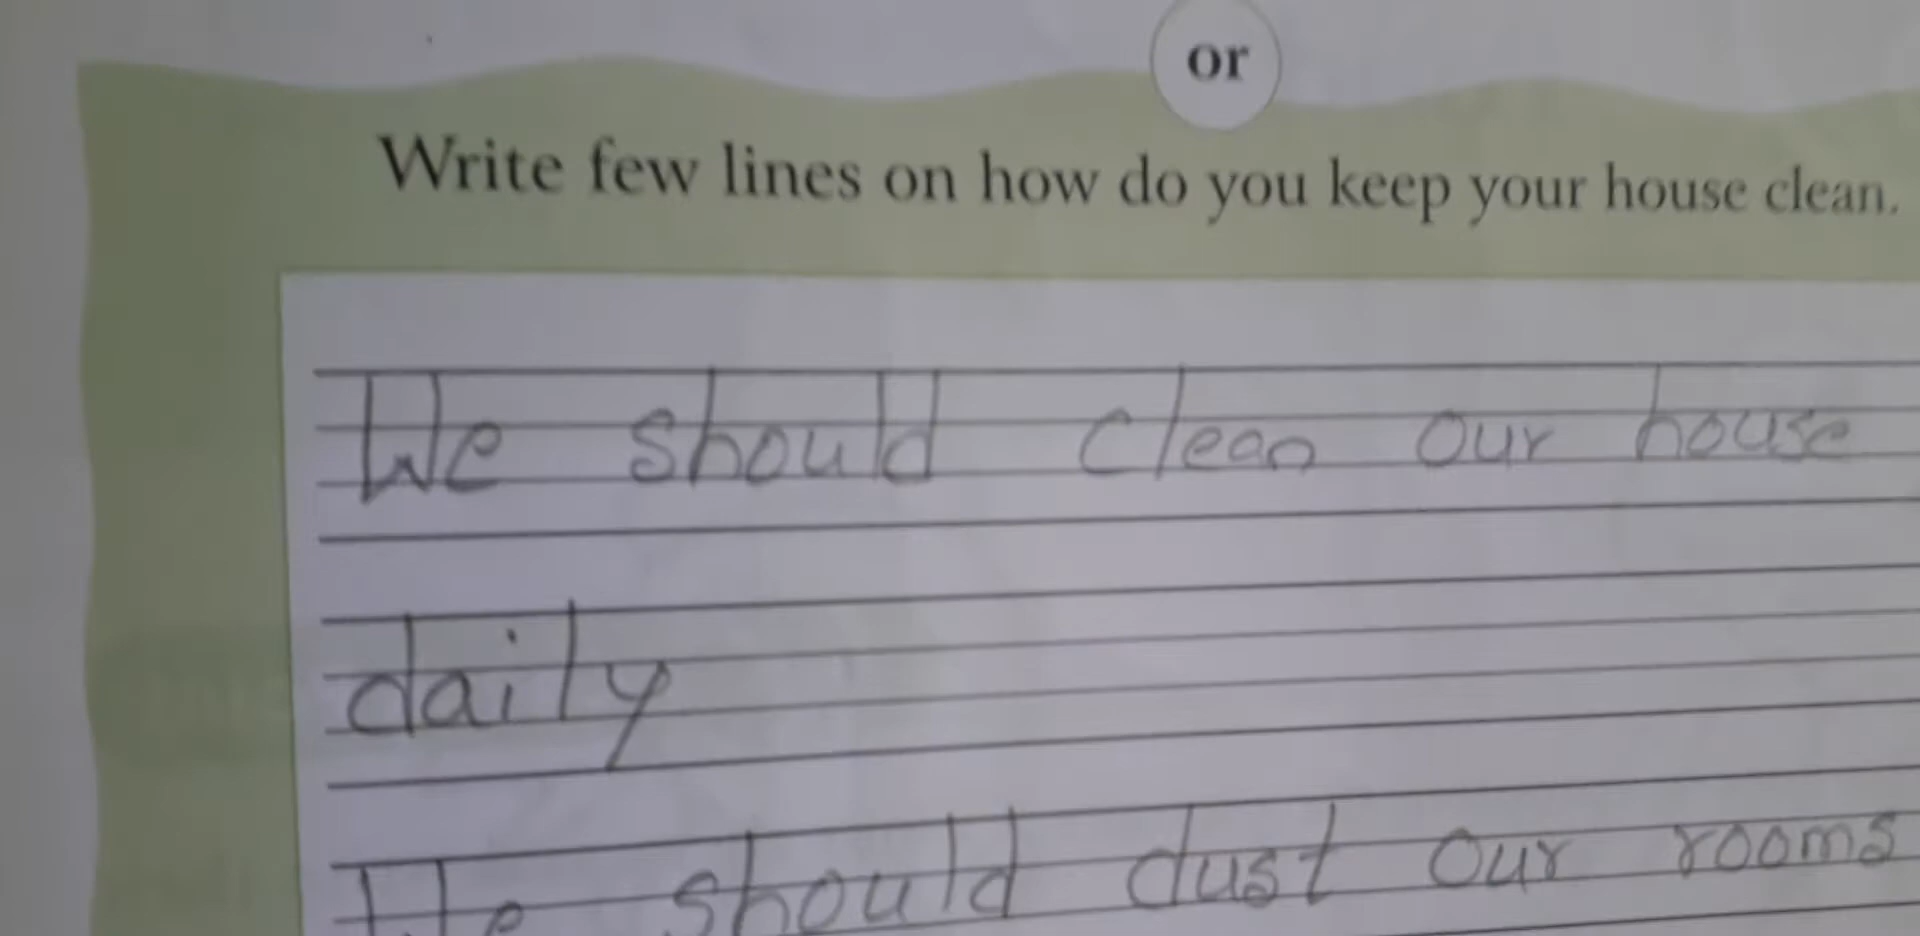 or
Write few lines on how do you keep your house clean.
We should clean our house
daily
We should dust our rooms